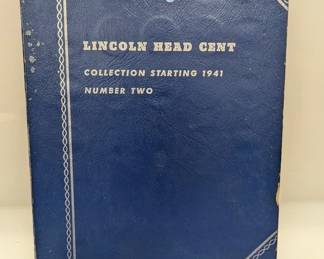 LINCOLN HEAD CENT
COLLECTION STARTING 1941
NUMBER TWO